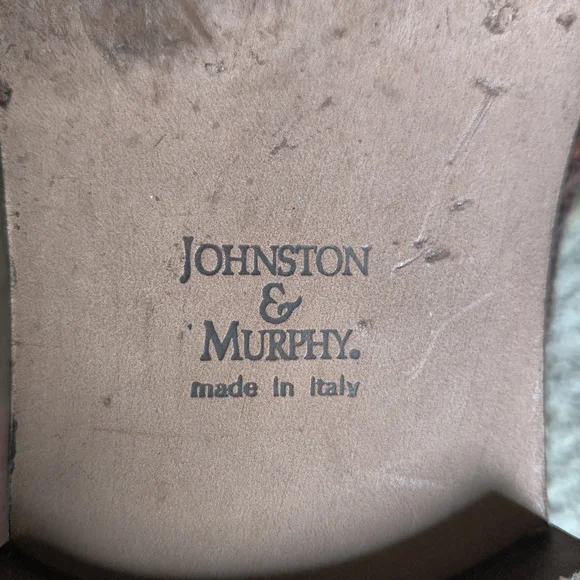 JOHNSTON
&
MURPHY.
made in italy